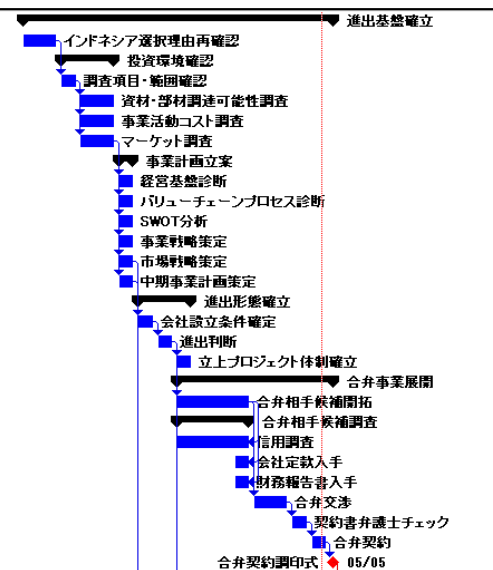 進出基盤確立
インドネシア選択理由再確認
投資環境確認
調査項目・範囲確認
資材・部材調達可能性調査
事業活動コスト調査
マーケット調査
事業計画立案
経営基盤診断
バリューチェーンプロセス診断
SWOT分析
事業戦略策定
市場戦略策定
中期事業計画策定
進出形態確立
会社設立条件確定
進出判断
立上プロジェクト体制確立
合弁事業展開
合弁相手候補開拓
合弁相手候補調査
信用調査
会社定款入手
財務報告書入手
合弁交渉
契約書弁護士チェック
合弁契約
合弁契約調印式 05/05